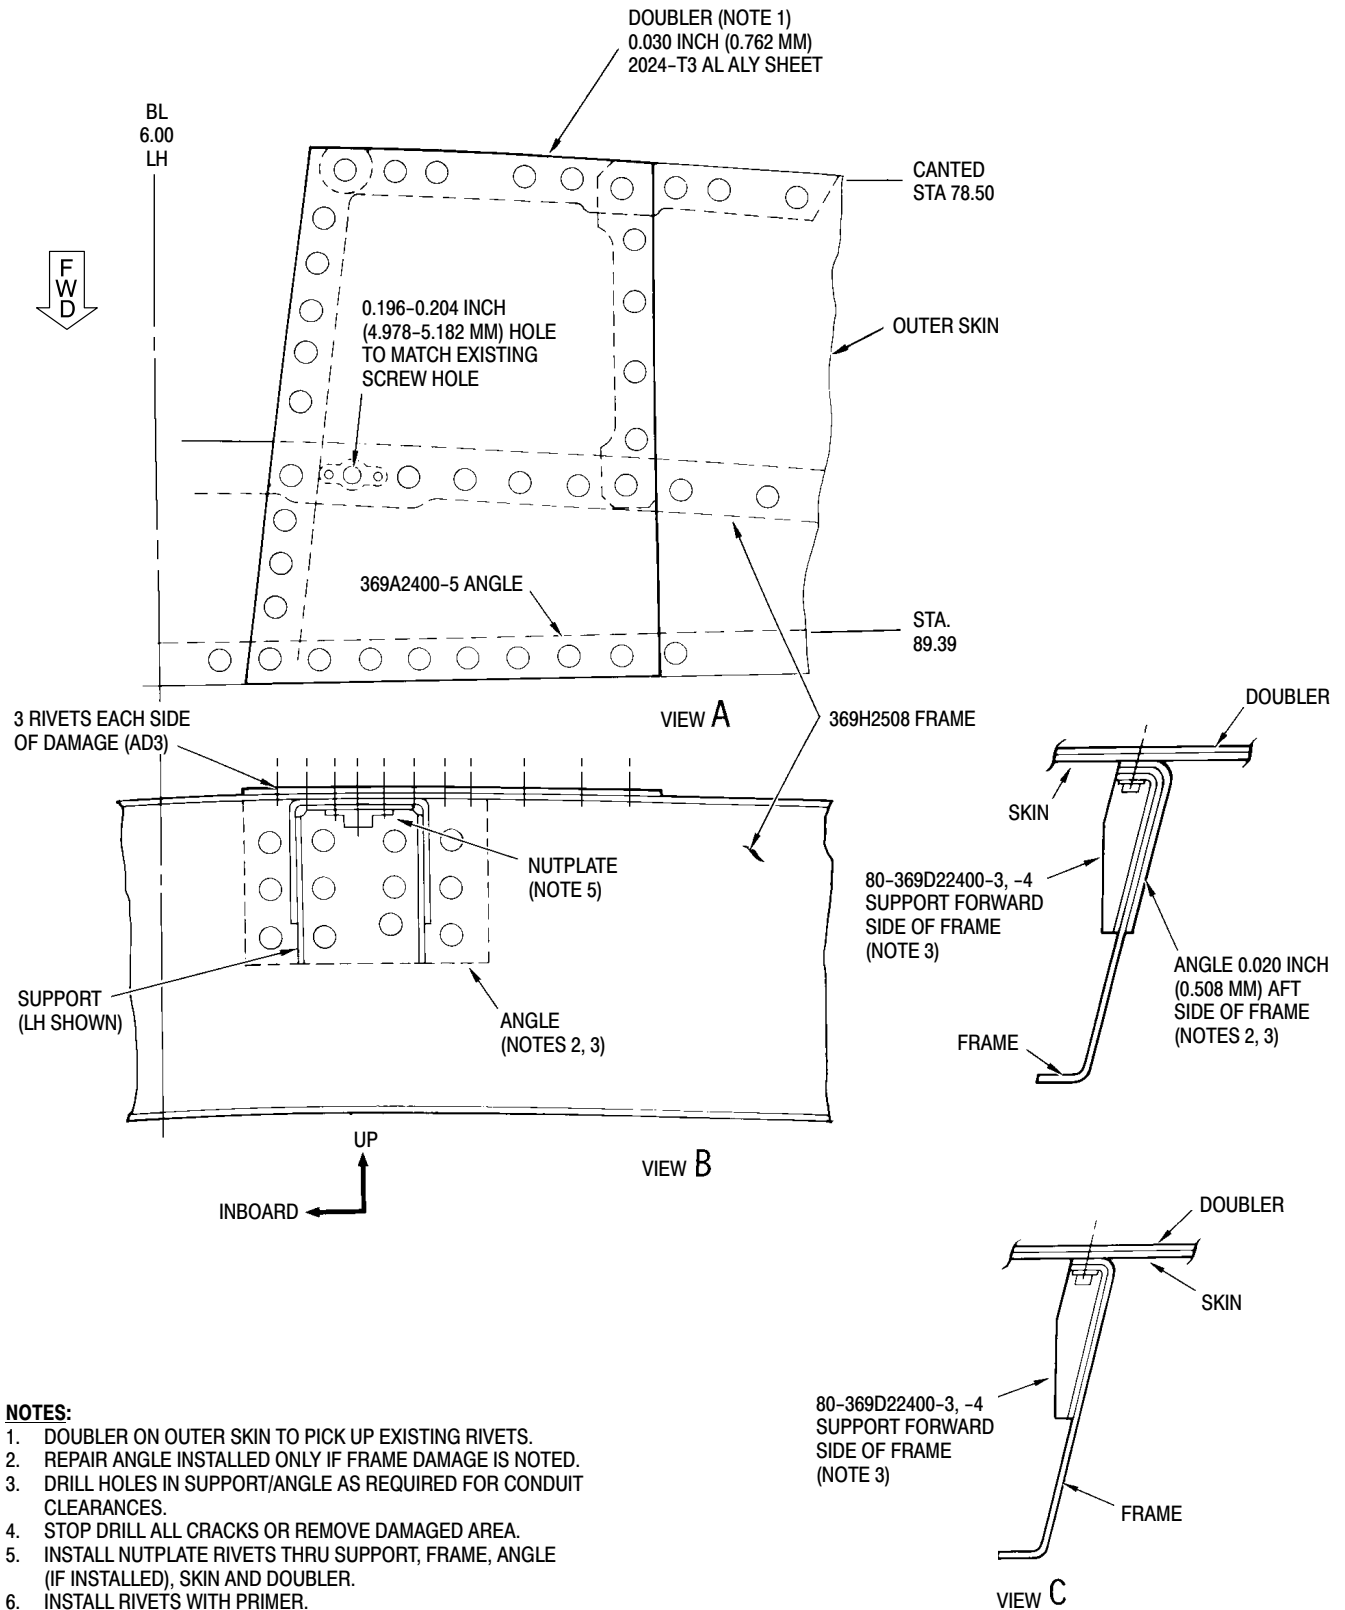 DOUBLER (NOTE 1)
0.030 INCH (0.762 MM)
2024-T3 AL ALY SHEET
BL
6.00
LH
CANTED
STA 78.50
FWD
0.196-0.204 INCH
(4.978-5.182 MM) HOLE
TO MATCH EXISTING
SCREW HOLE
OUTER SKIN
369A2400-5 ANGLE
STA.
89.39
VIEW A
369H2508 FRAME
3 RIVETS EACH SIDE
OF DAMAGE (AD3)
NUTPLATE
(NOTE 5)
SUPPORT
(LH SHOWN)
ANGLE
(NOTES 2, 3)
UP
INBOARD
VIEW B
DOUBLER
SKIN
80-369D22400-3, -4
SUPPORT FORWARD
SIDE OF FRAME
(NOTE 3)
ANGLE 0.020 INCH
(0.508 MM) AFT
SIDE OF FRAME
(NOTES 2, 3)
FRAME
DOUBLER
SKIN
80-369D22400-3, -4
SUPPORT FORWARD
SIDE OF FRAME
(NOTE 3)
FRAME
VIEW C
NOTES:
1. DOUBLER ON OUTER SKIN TO PICK UP EXISTING RIVETS.
2. REPAIR ANGLE INSTALLED ONLY IF FRAME DAMAGE IS NOTED.
3. DRILL HOLES IN SUPPORT/ANGLE AS REQUIRED FOR CONDUIT
CLEARANCES.
4. STOP DRILL ALL CRACKS OR REMOVE DAMAGED AREA.
5. INSTALL NUTPLATE RIVETS THRU SUPPORT, FRAME, ANGLE
(IF INSTALLED), SKIN AND DOUBLER.
6. INSTALL RIVETS WITH PRIMER.